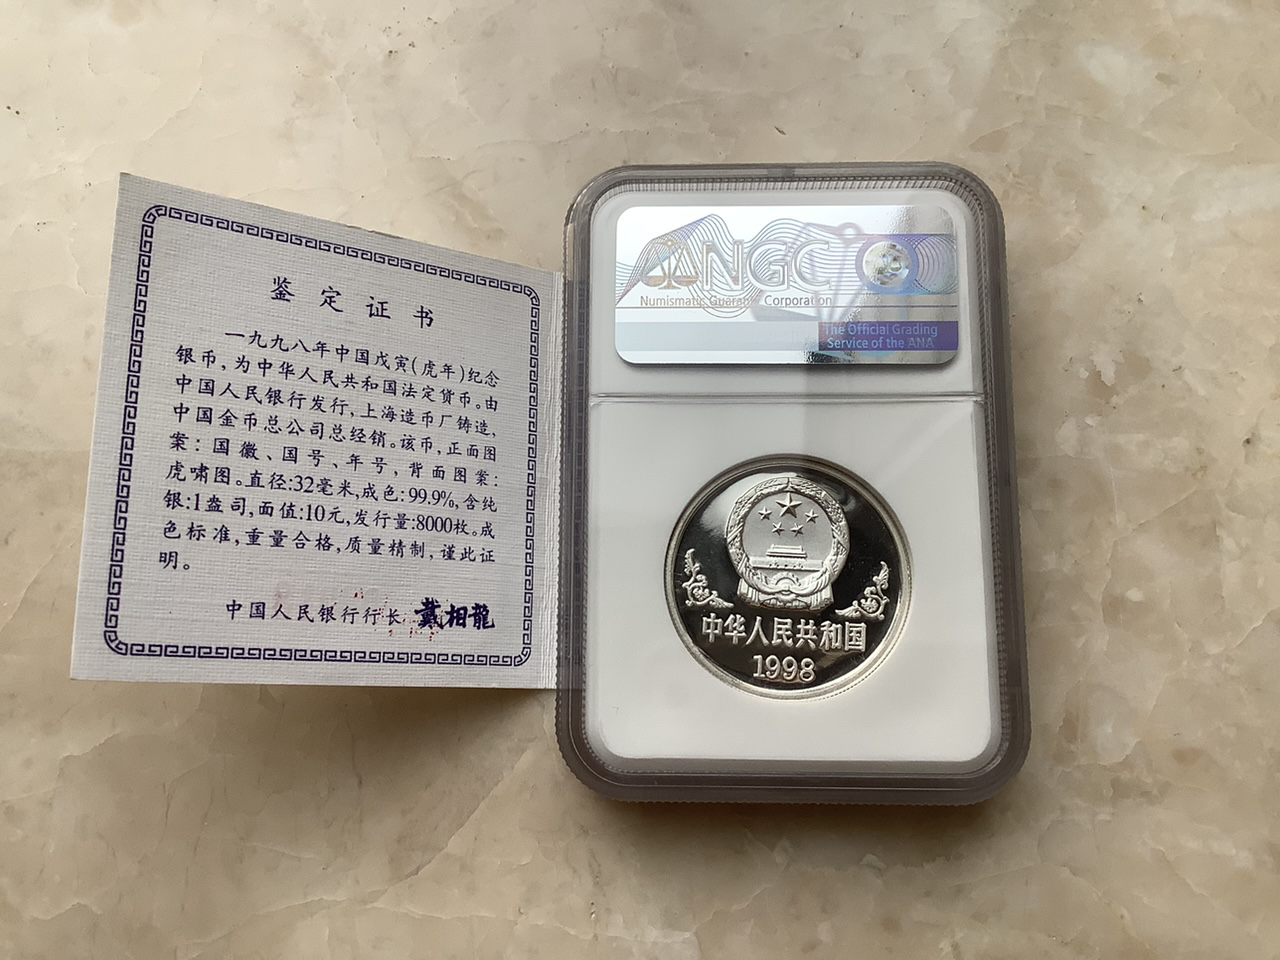 鉴定证书
一九九八年中国戊寅(虎年)纪念
银币,为中华人民共和国法定货币。由
中国人民银行发行,上海造币厂铸造,
中国金币总公司总经销。该币,正面图
案:国徽、国号、年号,背面图案:
虎啸图。直径:32毫米,成色:99.9%,含纯
银:1盎司,面值:10元,发行量:8000枚。成
色标准,重量合格,质量精制,谨此证
明。
中国人民银行行长 戴相龍
NGC
Numismatic Guaranty Corporation
The Official Grading
Service of the ANA
中华人民共和国
1998